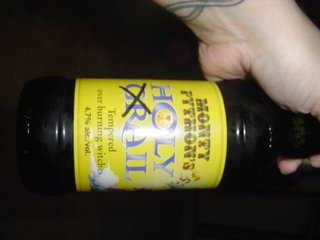 MONTY
PYTHON'S
HOLY
GRAIL
Tempered
over burning witches
4.7% alc./vol.